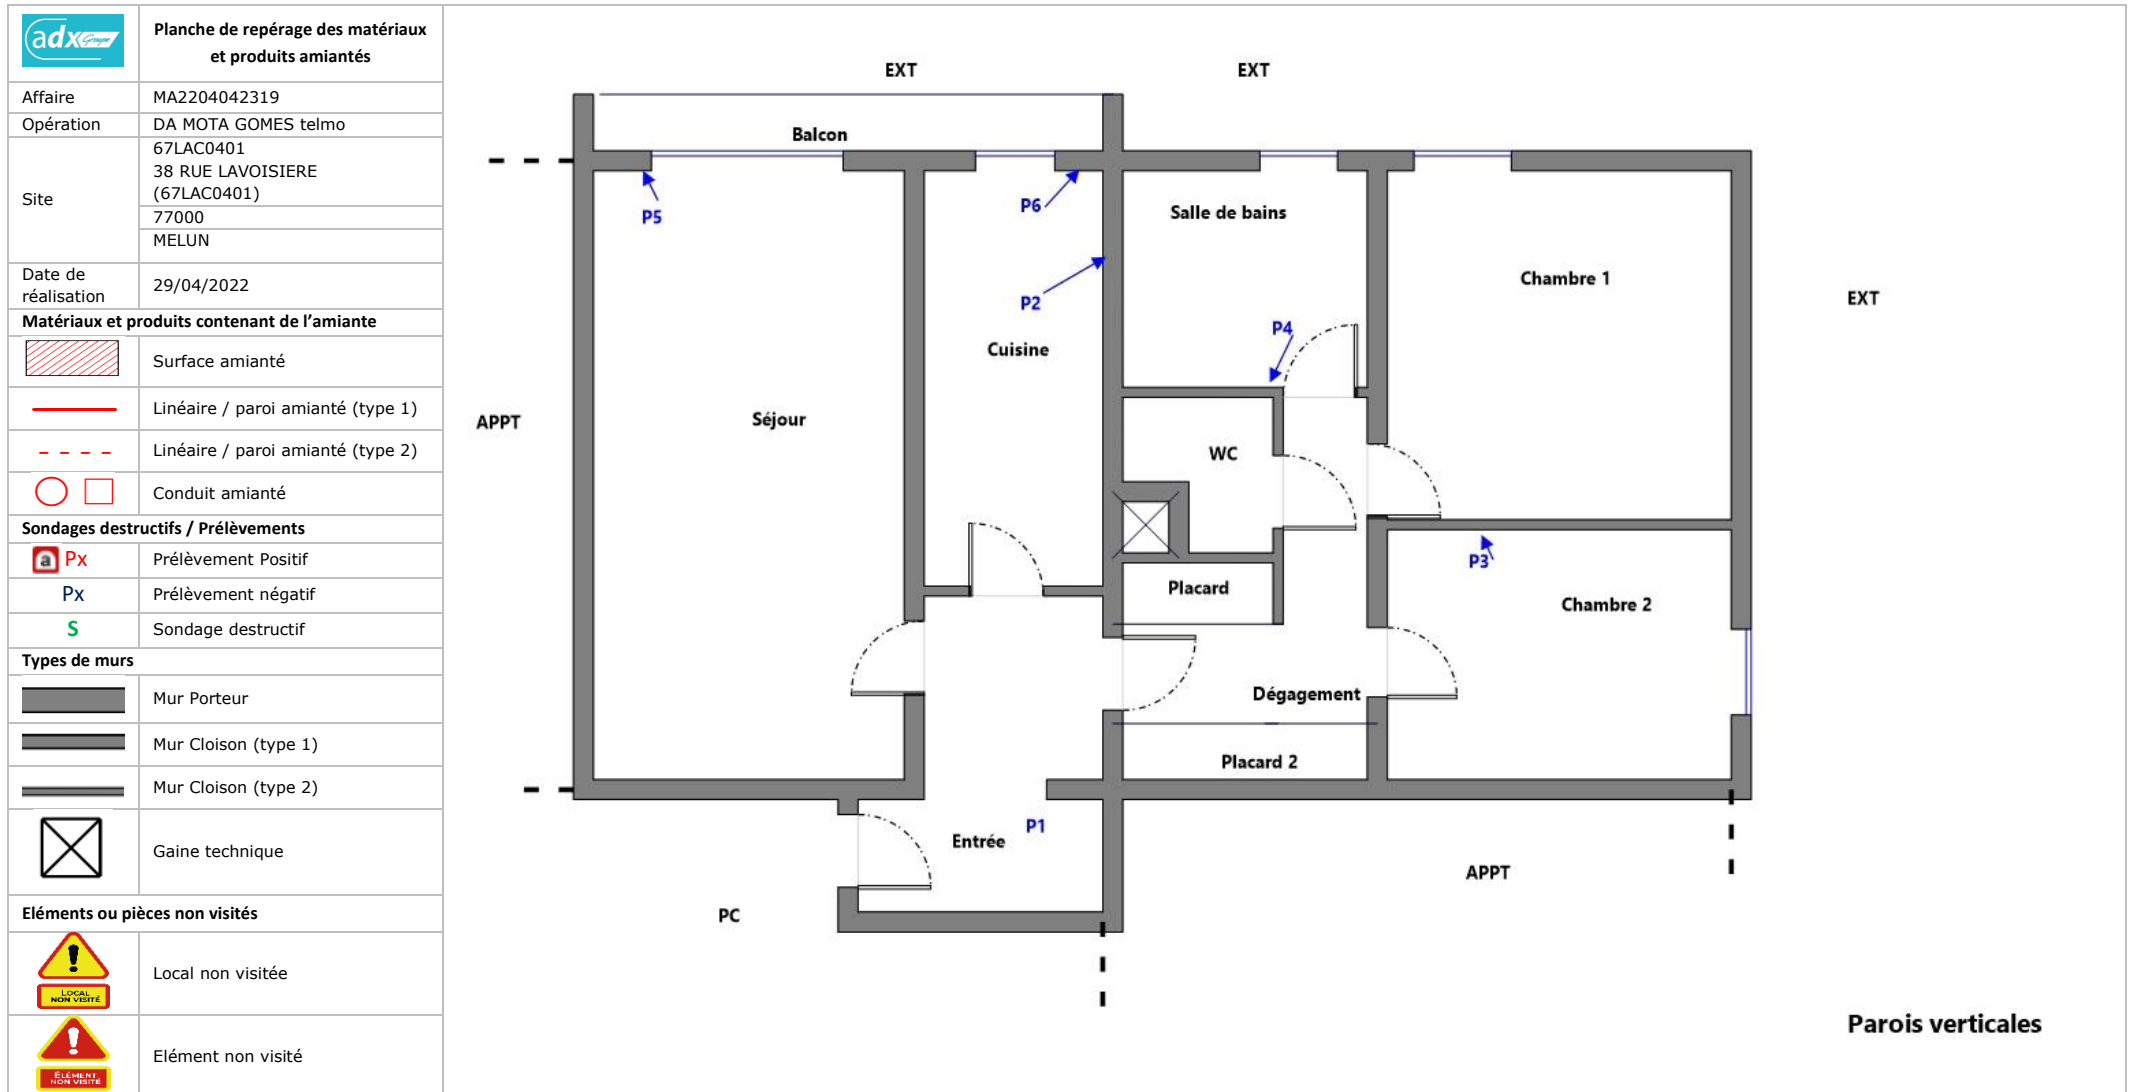 adx Groupe
Planche de repérage des matériaux
et produits amiantés
Affaire
MA2204042319
Opération
DA MOTA GOMES telmo
Site
67LAC0401
38 RUE LAVOISIERE
(67LAC0401)
77000
MELUN
Date de
réalisation
29/04/2022
Matériaux et produits contenant de l'amiante
Surface amianté
Linéaire / paroi amianté (type 1)
Linéaire / paroi amianté (type 2)
Conduit amianté
Sondages destructifs / Prélèvements
a Px
Prélèvement Positif
Px
Prélèvement négatif
S
Sondage destructif
Types de murs
Mur Porteur
Mur Cloison (type 1)
Mur Cloison (type 2)
Gaine technique
Eléments ou pièces non visités
LOCAL
NON VISITÉ
Local non visitée
ÉLÉMENT
NON VISITÉ
Elément non visité
EXT
EXT
Balcon
P5
P6
Salle de bains
Chambre 1
EXT
P2
P4
Cuisine
APPT
Séjour
WC
P3
Placard
Chambre 2
Dégagement
Placard 2
P1
Entrée
APPT
PC
Parois verticales